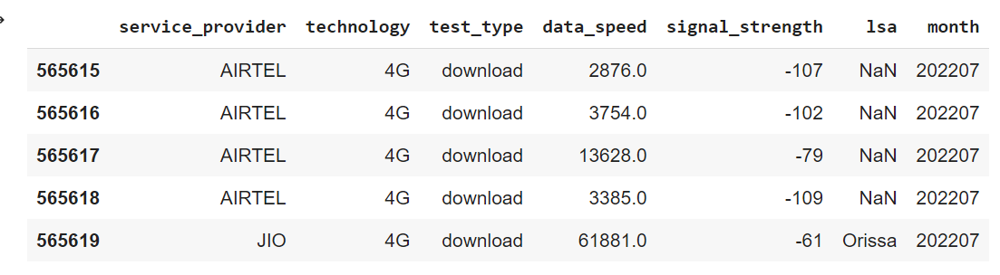 service_provider technology test_type data_speed signal_strength lsa month
565615 AIRTEL 4G download 2876.0 -107 NaN 202207
565616 AIRTEL 4G download 3754.0 -102 NaN 202207
565617 AIRTEL 4G download 13628.0 -79 NaN 202207
565618 AIRTEL 4G download 3385.0 -109 NaN 202207
565619 JIO 4G download 61881.0 -61 Orissa 202207